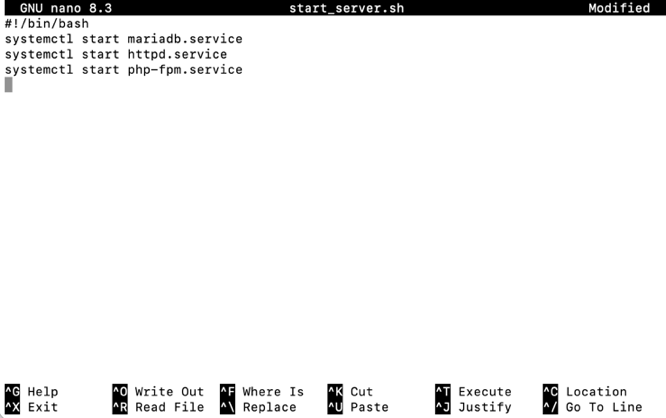 GNU nano 8.3 start_server.sh Modified
#!/bin/bash
systemctl start mariadb.service
systemctl start httpd.service
systemctl start php-fpm.service
^G Help ^O Write Out ^F Where Is ^K Cut ^T Execute ^C Location
^X Exit ^R Read File ^\ Replace ^U Paste ^J Justify ^/ Go To Line